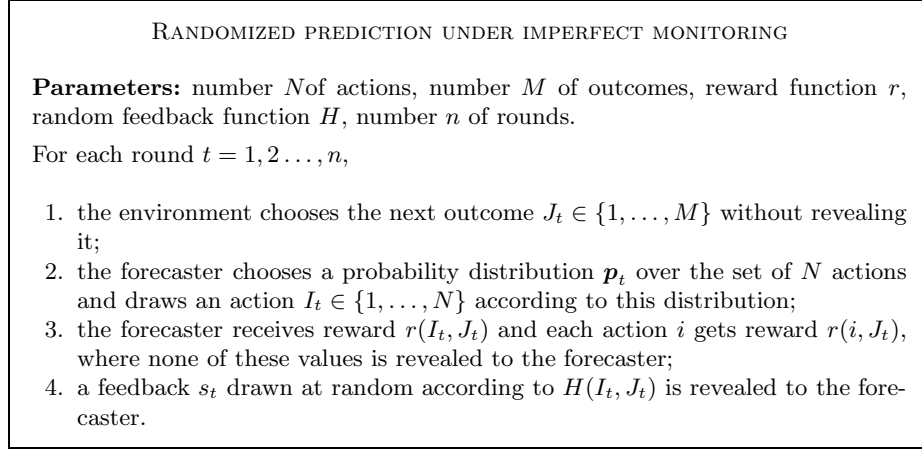 RANDOMIZED PREDICTION UNDER IMPERFECT MONITORING
Parameters: number N of actions, number M of outcomes, reward function r,
random feedback function H, number n of rounds.
For each round t = 1, 2 . . . , n,
1. the environment chooses the next outcome J_t ∈ {1, . . . , M} without revealing
it;
2. the forecaster chooses a probability distribution p_t over the set of N actions
and draws an action I_t ∈ {1, . . . , N} according to this distribution;
3. the forecaster receives reward r(I_t, J_t) and each action i gets reward r(i, J_t),
where none of these values is revealed to the forecaster;
4. a feedback s_t drawn at random according to H(I_t, J_t) is revealed to the fore-
caster.